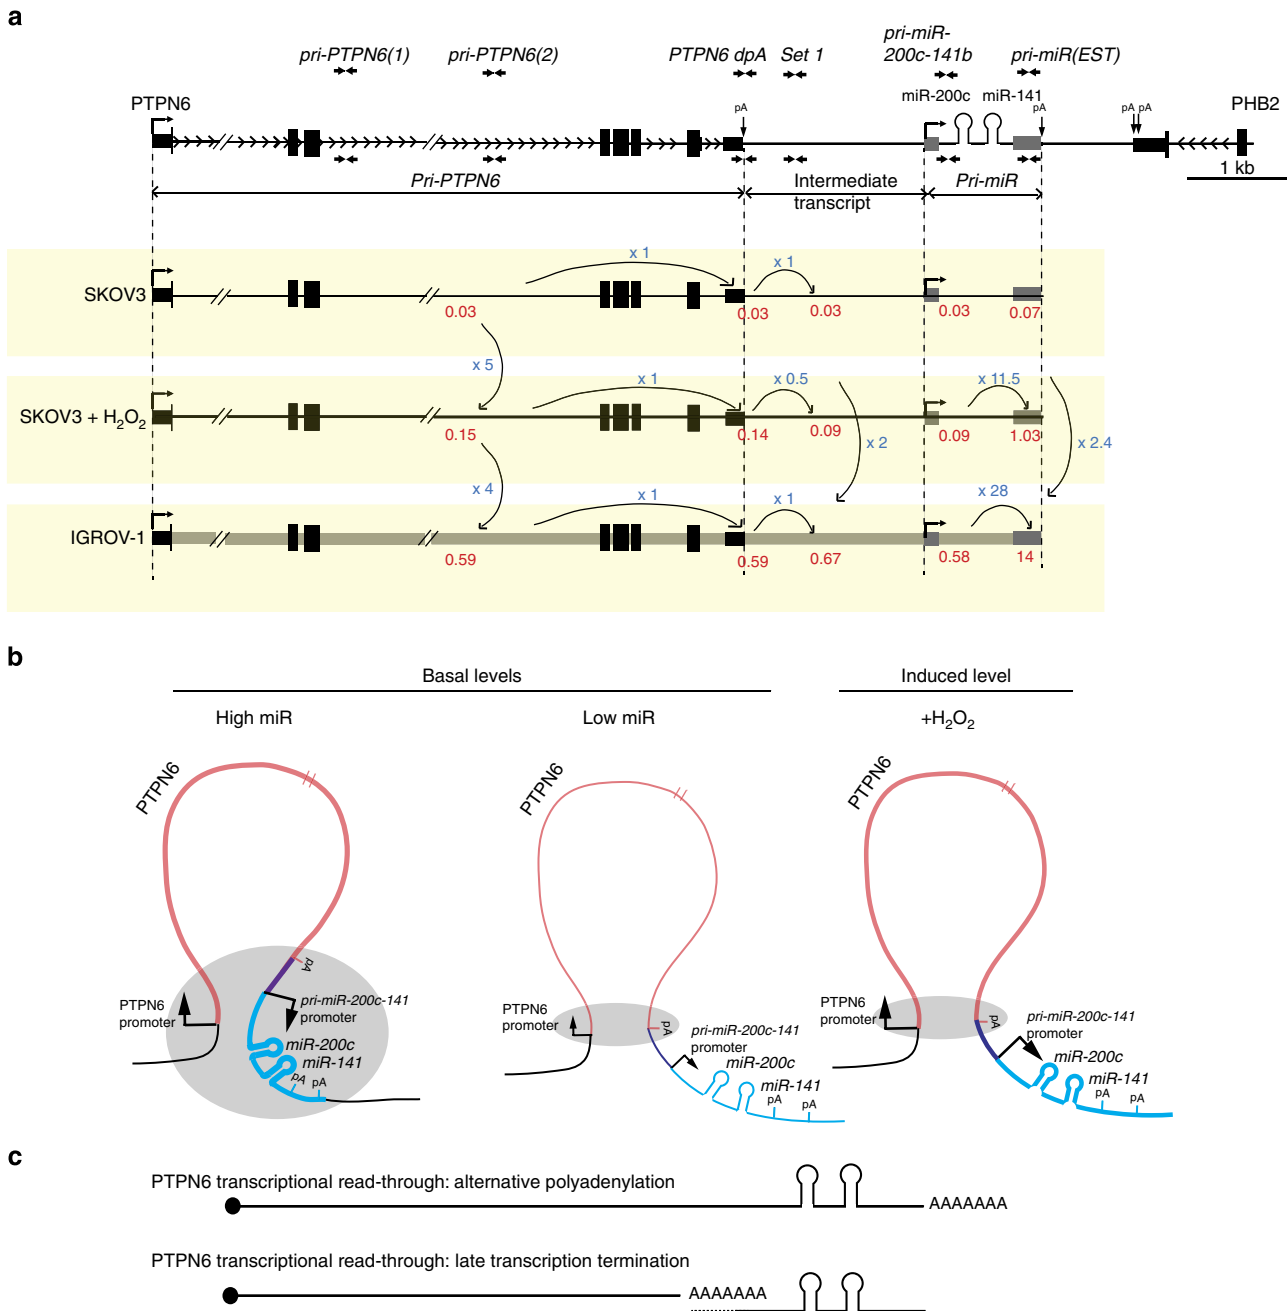 a
pri-PTPN6(1)
pri-PTPN6(2)
PTPN6 dpA
Set 1
pri-miR-
200c-141b
pri-miR(EST)
PTPN6
pA
miR-200c
miR-141
pA
pA pA
PHB2
1 kb
Pri-PTPN6
Intermediate
transcript
Pri-miR
SKOV3
x 1
x 1
0.03
0.03
0.03
0.03
0.07
x 5
SKOV3 + H2O2
x 1
x 0.5
x 11.5
0.15
0.14
0.09
0.09
1.03
x 2
x 2.4
x 4
IGROV-1
x 1
x 1
x 28
0.59
0.59
0.67
0.58
14
b
Basal levels
Induced level
High miR
Low miR
+H2O2
PTPN6
pA
PTPN6
promoter
pri-miR-200c-141
promoter
miR-200c
miR-141
pA
pA
PTPN6
PTPN6
promoter
pA
pri-miR-200c-141
promoter
miR-200c
miR-141
pA
pA
PTPN6
PTPN6
promoter
pA
pri-miR-200c-141
promoter
miR-200c
miR-141
pA
pA
c
PTPN6 transcriptional read-through: alternative polyadenylation
AAAAAAA
PTPN6 transcriptional read-through: late transcription termination
AAAAAAA